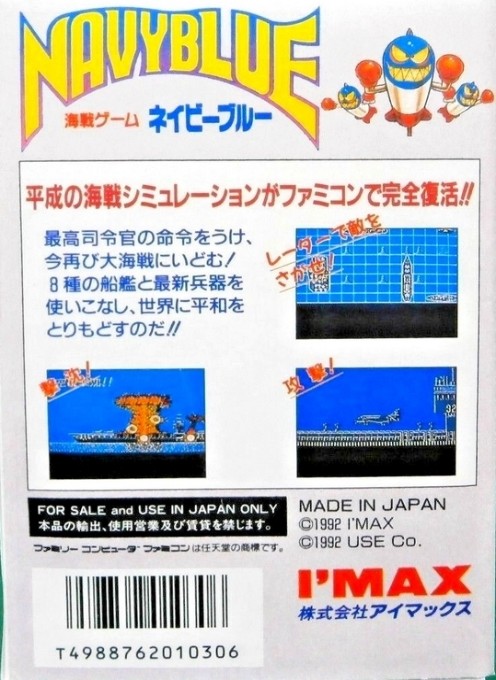 NAVYBLUE
海戦ゲーム ネイビーブルー
平成の海戦シミュレーションがファミコンで完全復活!!
最高司令官の命令をうけ、
今再び大海戦にいどむ!
8種の船艦と最新兵器を
使いこなし、世界に平和を
とりもどすのだ!!
レーダーで敵を
さがせ!
撃沈!
攻撃!
FOR SALE and USE IN JAPAN ONLY
本品の輸出、使用営業及び賃貸を禁じます。
ファミリーコンピュータ・ファミコンは任天堂の商標です。
MADE IN JAPAN
©1992 I'MAX
©1992 USE Co.
I'MAX
株式会社アイマックス
T4988762010306